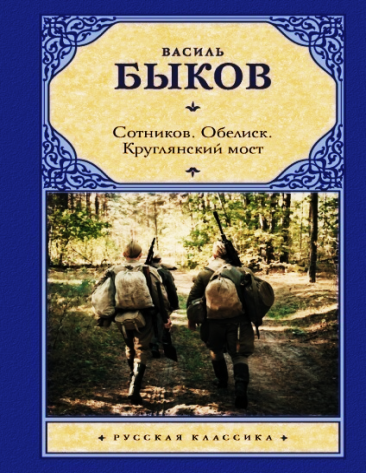 ВАСИЛЬ
БЫКОВ
Сотников. Обелиск.
Круглянский мост
РУССКАЯ КЛАССИКА